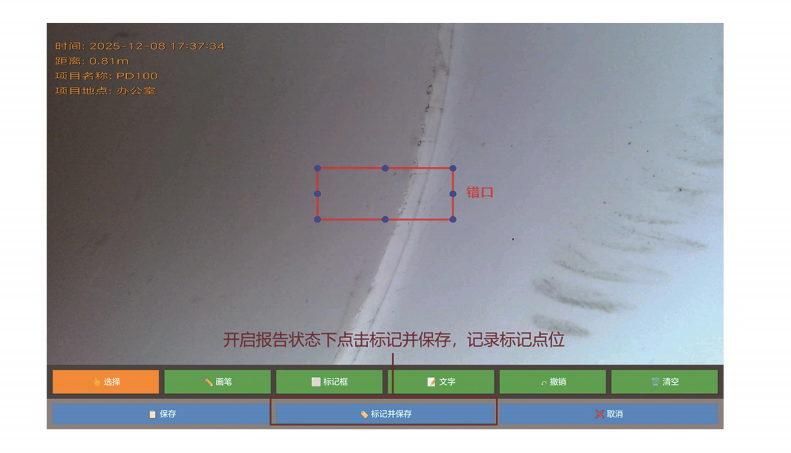 时间: 2025-12-08 17:37:34
距离: 0.81m
项目名称: PD100
项目地点: 办公室
错口
开启报告状态下点击标记并保存，记录标记点位
选择 画笔 标记框 文字 撤销 清空
保存 标记并保存 取消